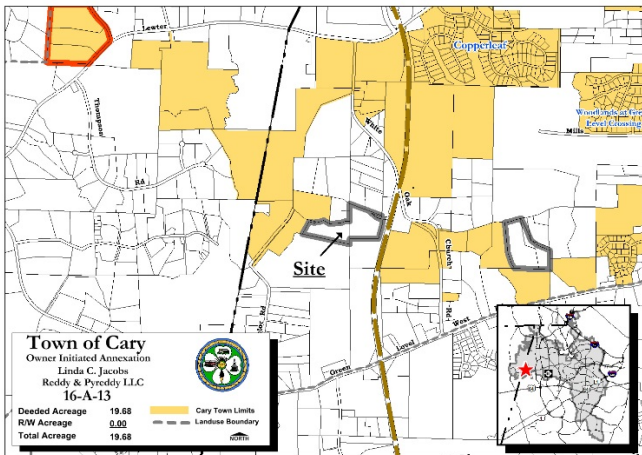 Lewter
Copperleaf
Thompson
White
Woodlands at
Level Crossing
Mills
Rd
Oak
Site
Church
Rd
Green
Level
West
Town of Cary
Owner Initiated Annexation
Linda C. Jacobs
Reddy & Pyreddy LLC
16-A-13
Deeded Acreage 19.68
R/W Acreage 0.00
Total Acreage 19.68
Cary Town Limits
Landuse Boundary
NORTH